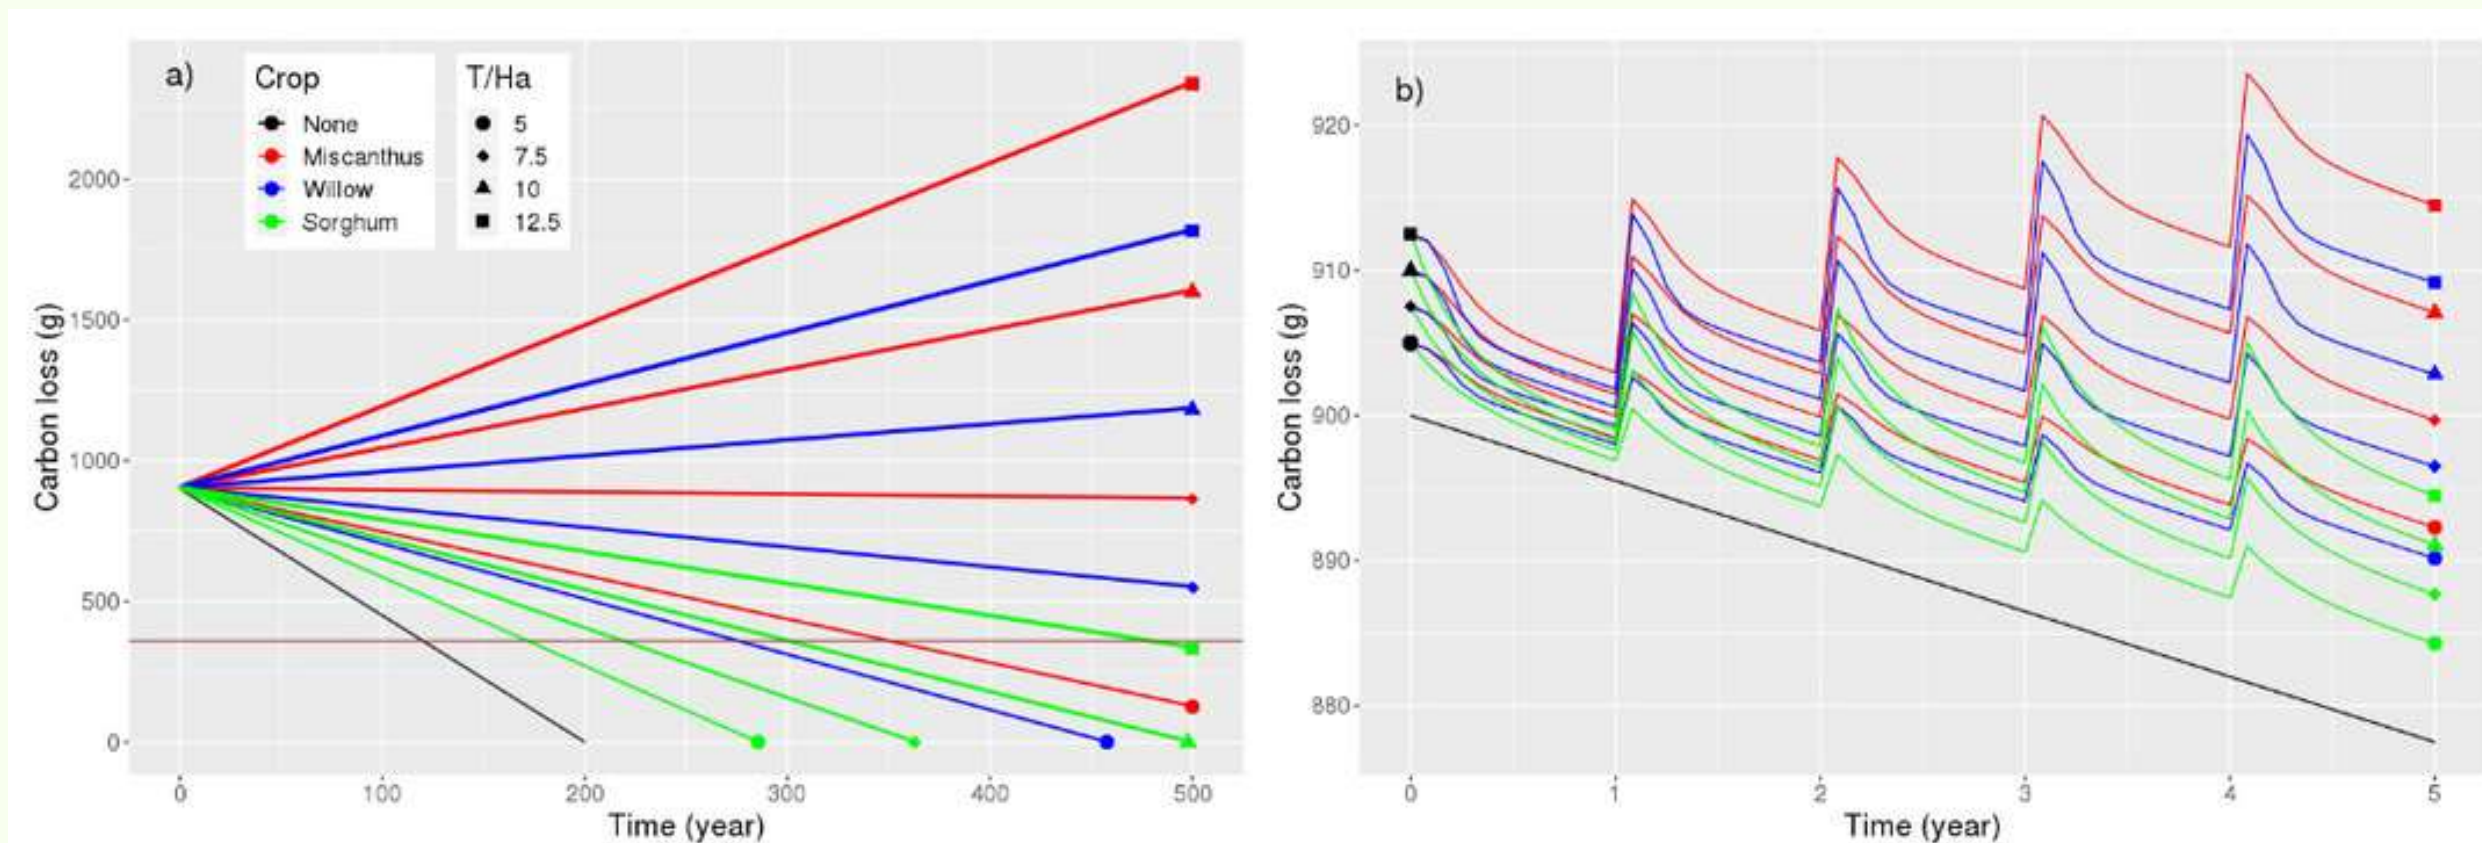 a)
Crop
None
Miscanthus
Willow
Sorghum
T/Ha
5
7.5
10
12.5
Carbon loss (g)
2000
1500
1000
500
0
0 100 200 300 400 500
Time (year)
b)
Carbon loss (g)
920
910
900
890
880
0 1 2 3 4 5
Time (year)